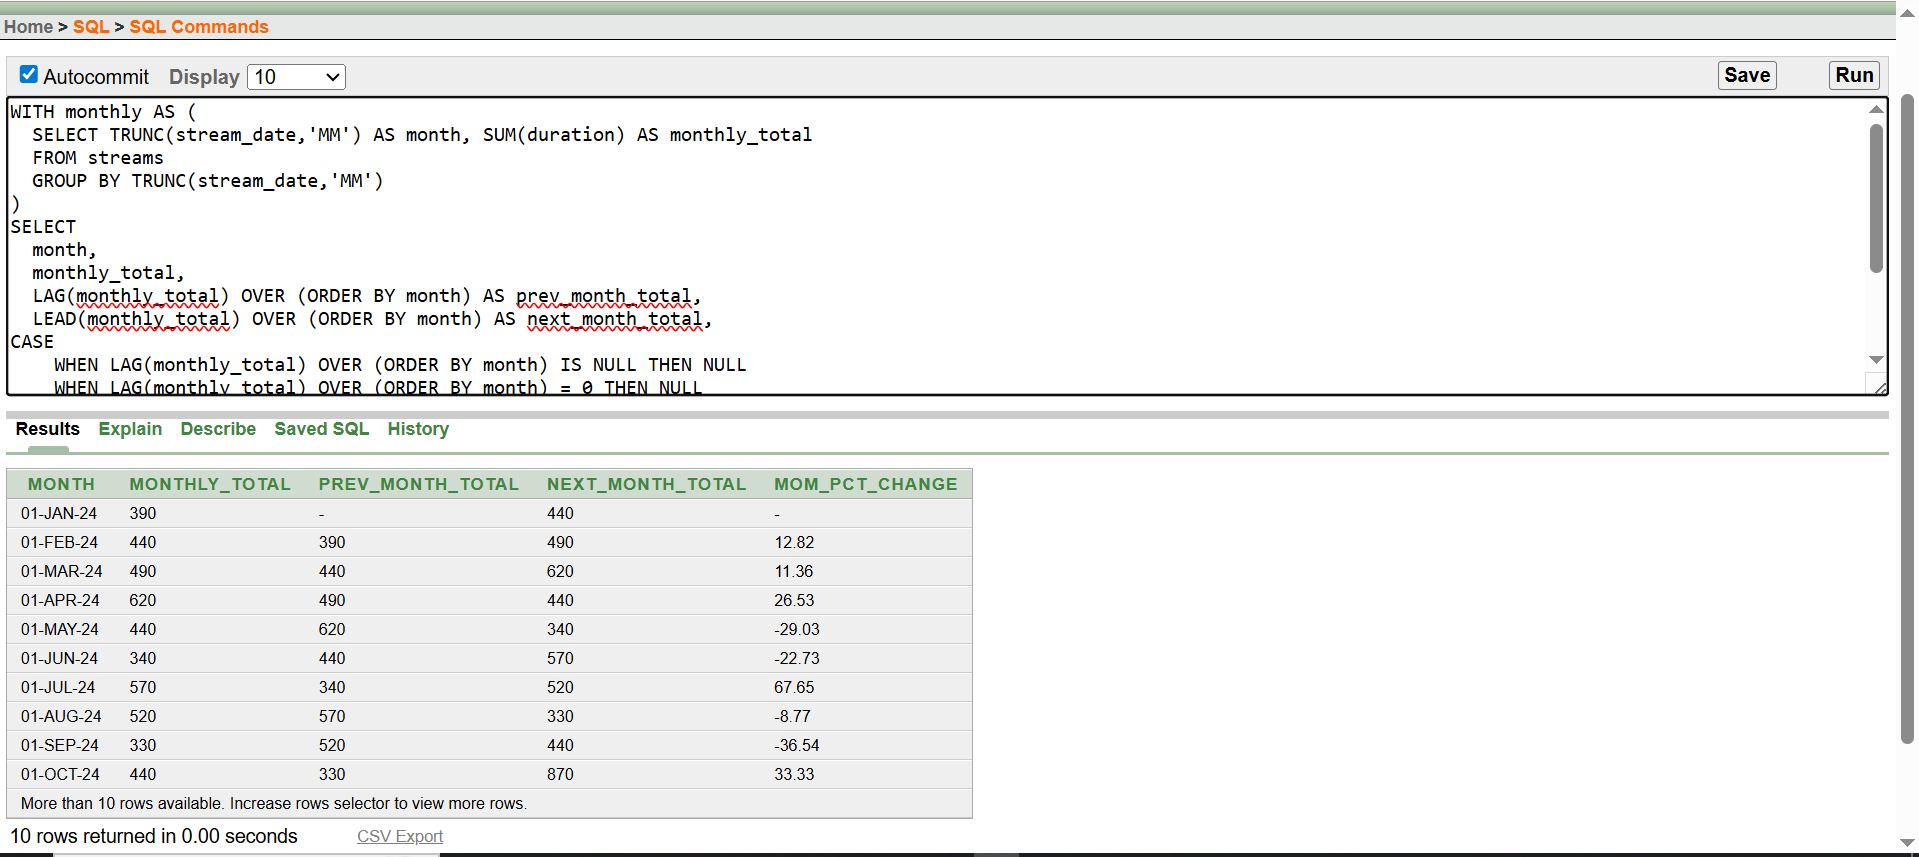 Home > SQL > SQL Commands
Autocommit Display 10 Save Run
WITH monthly AS (
  SELECT TRUNC(stream_date,'MM') AS month, SUM(duration) AS monthly_total
  FROM streams
  GROUP BY TRUNC(stream_date,'MM')
)
SELECT
  month,
  monthly_total,
  LAG(monthly_total) OVER (ORDER BY month) AS prev_month_total,
  LEAD(monthly_total) OVER (ORDER BY month) AS next_month_total,
CASE
    WHEN LAG(monthly_total) OVER (ORDER BY month) IS NULL THEN NULL
    WHEN LAG(monthly_total) OVER (ORDER BY month) = 0 THEN NULL
Results Explain Describe Saved SQL History
MONTH MONTHLY_TOTAL PREV_MONTH_TOTAL NEXT_MONTH_TOTAL MOM_PCT_CHANGE
01-JAN-24 390 - 440 -
01-FEB-24 440 390 490 12.82
01-MAR-24 490 440 620 11.36
01-APR-24 620 490 440 26.53
01-MAY-24 440 620 340 -29.03
01-JUN-24 340 440 570 -22.73
01-JUL-24 570 340 520 67.65
01-AUG-24 520 570 330 -8.77
01-SEP-24 330 520 440 -36.54
01-OCT-24 440 330 870 33.33
More than 10 rows available. Increase rows selector to view more rows.
10 rows returned in 0.00 seconds CSV Export